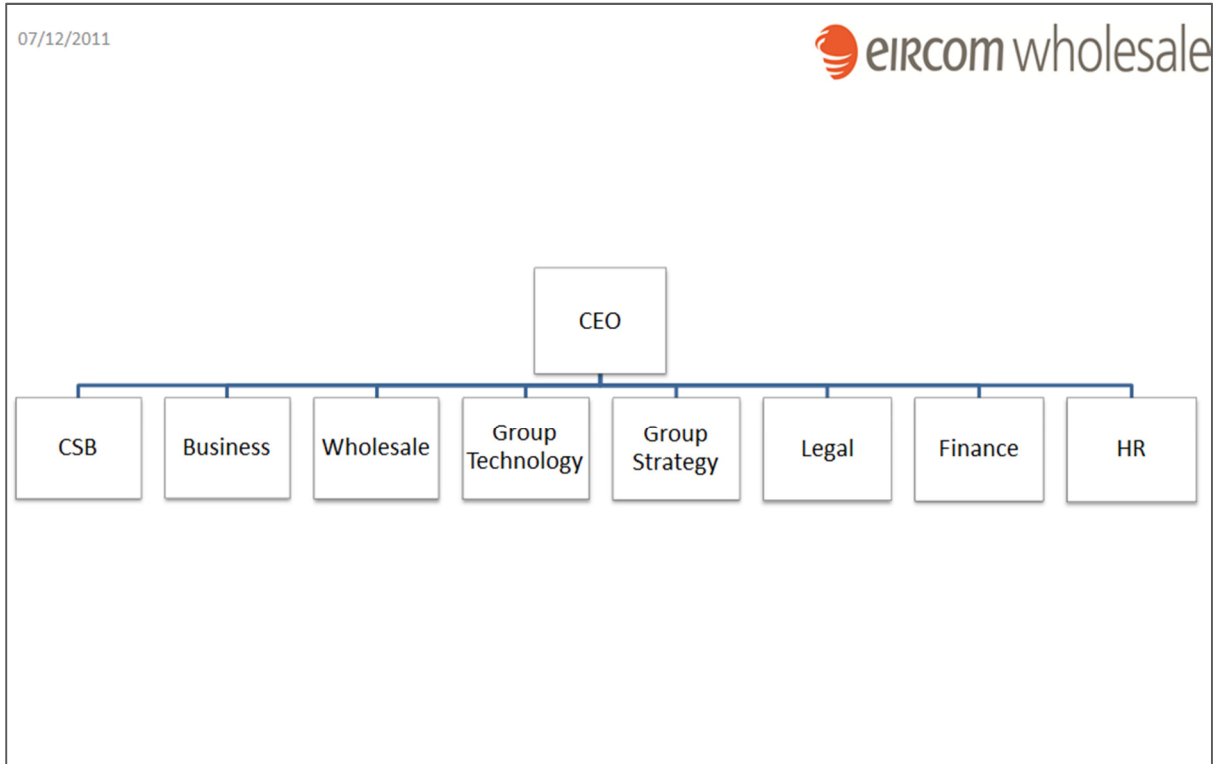 07/12/2011
eircom wholesale
CEO
CSB
Business
Wholesale
Group
Technology
Group
Strategy
Legal
Finance
HR